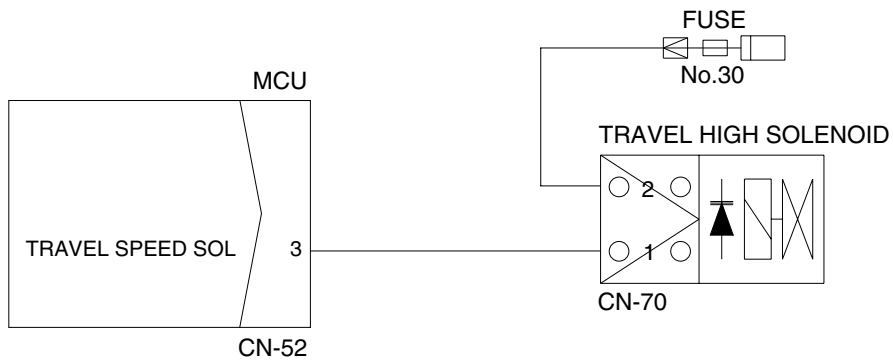 FUSE
No.30
MCU
TRAVEL HIGH SOLENOID
2
TRAVEL SPEED SOL 3
1
CN-70
CN-52